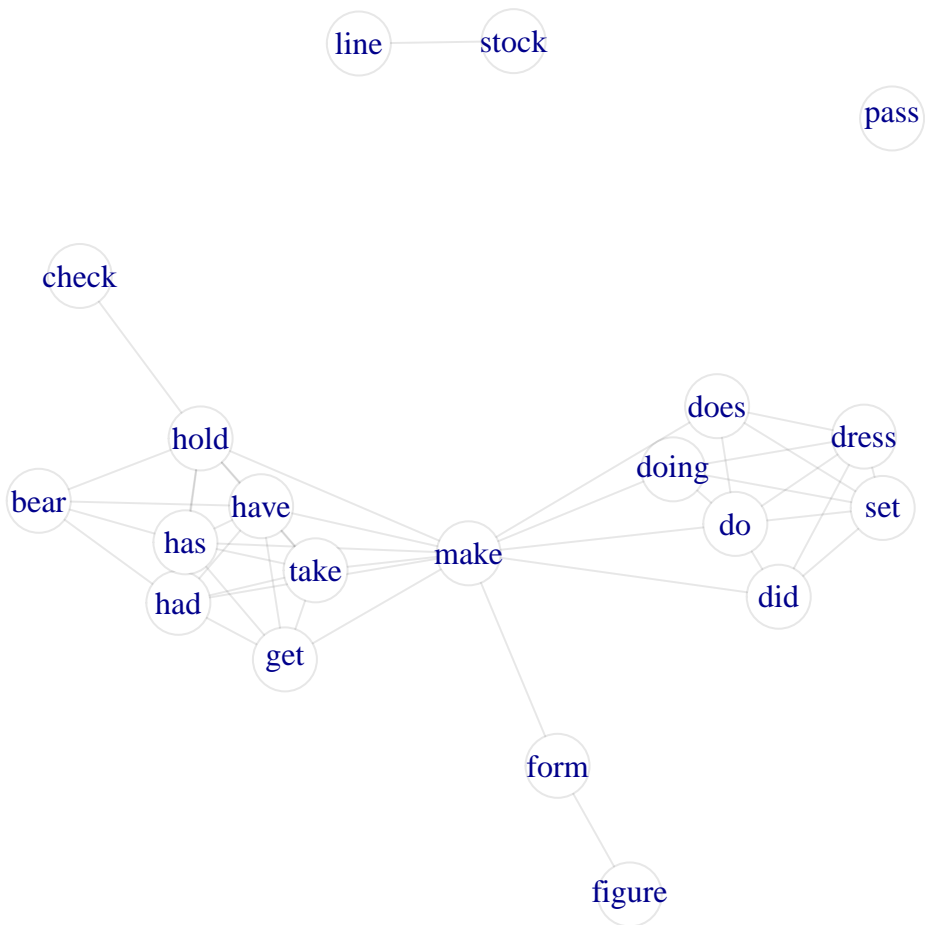 line
stock
pass
check
does
dress
hold
doing
bear
have
set
do
has
make
take
did
had
get
form
figure